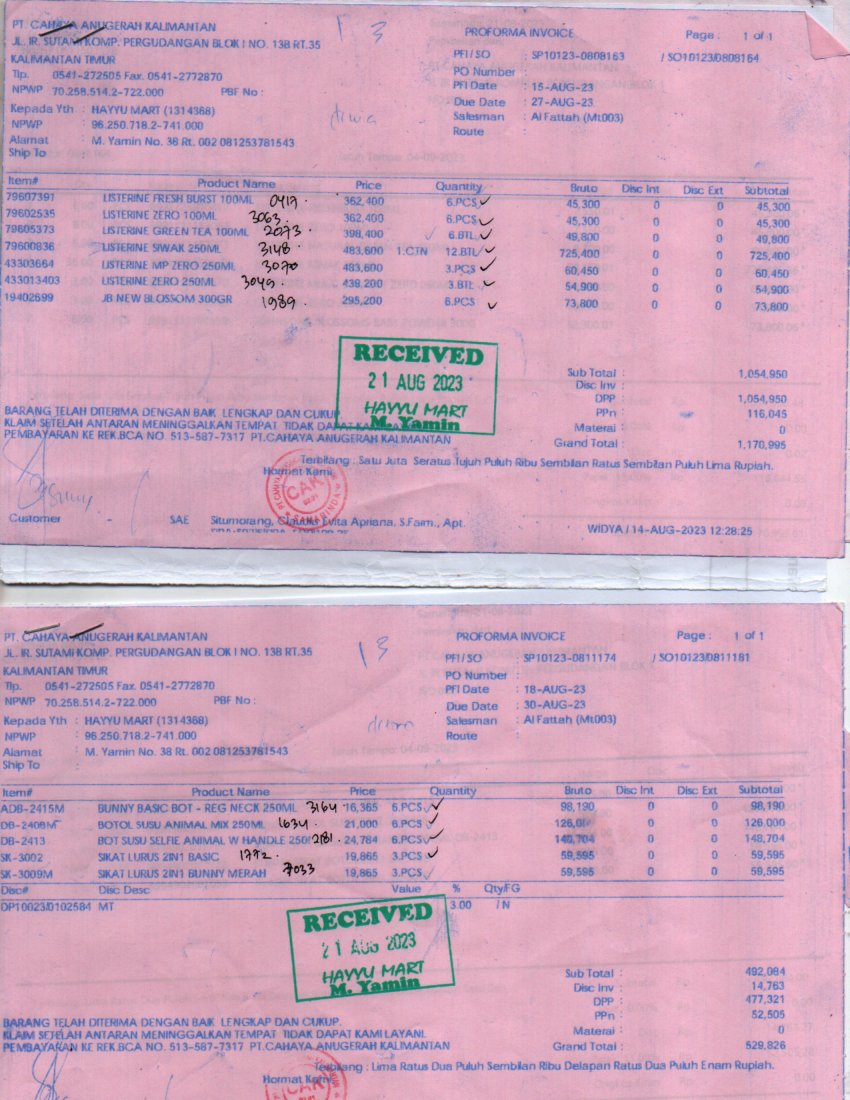 PT. CAHAYA ANUGERAH KALIMANTAN PROFORMA INVOICE Page : 1 of 1
JL. IR. SUTAMI KOMP. PERGUDANGAN BLOK I NO. 138 RT.35 PFI/SO : SP10123-0808163 / SO10123/0808164
KALIMANTAN TIMUR PO Number :
Tlp. 0541-272505 Fax. 0541-2772870 PFI Date : 15-AUG-23
NPWP 70.258.514.2-722.000 PBF No : Due Date : 27-AUG-23
Kepada Yth : HAYYU MART (1314368) Salesman : Al Fattah (Mt003)
NPWP : 96.250.718.2-741.000 Route :
Alamat : M. Yamin No. 38 Rt. 002 081253781543
Ship To :
Item# Product Name Price Quantity Bruto Disc Int Disc Ext Subtotal
79607391 LISTERINE FRESH BURST 100ML 0419 362,400 6.PCS 45,300 0 0 45,300
79602535 LISTERINE ZERO 100ML 3063 362,400 6.PCS 45,300 0 0 45,300
79605373 LISTERINE GREEN TEA 100ML 2073 398,400 6.BTL 49,800 0 0 49,800
79600836 LISTERINE SIWAK 250ML 3148 483,600 1.CTN 12.BTL 725,400 0 0 725,400
43303664 LISTERINE MP ZERO 250ML 3070 483,600 3.PCS 60,450 0 0 60,450
433013403 LISTERINE ZERO 250ML 3049 439,200 3.BTL 54,900 0 0 54,900
19402699 JB NEW BLOSSOM 300GR 1989 295,200 6.PCS 73,800 0 0 73,800
RECEIVED
21 AUG 2023
HAYYU MART
M. Yamin
Sub Total : 1,054,950
Disc Inv :
DPP : 1,054,950
PPn : 116,045
Materai : 0
Grand Total : 1,170,995
BARANG TELAH DITERIMA DENGAN BAIK LENGKAP DAN CUKUP.
KLAIM SETELAH ANTARAN MENINGGALKAN TEMPAT TIDAK DAPAT
PEMBAYARAN KE REK.BCA NO. 513-587-7317 PT.CAHAYA ANUGERAH KALIMANTAN
Terbilang : Satu Juta Seratus Tujuh Puluh Ribu Sembilan Ratus Sembilan Puluh Lima Rupiah.
Hormat Kami
CAK
SAMARINDA
Customer - SAE Situmorang, Claudia Evita Apriana, S.Farm., Apt.
WIDYA / 14-AUG-2023 12:28:25
PT. CAHAYA ANUGERAH KALIMANTAN PROFORMA INVOICE Page : 1 of 1
JL. IR. SUTAMI KOMP. PERGUDANGAN BLOK I NO. 138 RT.35 13 PFI/SO : SP10123-0811174 / SO10123/0811181
KALIMANTAN TIMUR PO Number :
Tlp. 0541-272505 Fax. 0541-2772870 PFI Date : 18-AUG-23
NPWP 70.258.514.2-722.000 PBF No : Due Date : 30-AUG-23
Kepada Yth : HAYYU MART (1314368) Salesman : Al Fattah (Mt003)
NPWP : 96.250.718.2-741.000 Route :
Alamat : M. Yamin No. 38 Rt. 002 081253781543
Ship To :
Item# Product Name Price Quantity Bruto Disc Int Disc Ext Subtotal
ADB-2415M BUNNY BASIC BOT - REG NECK 250ML 3164 16,365 6.PCS 98,190 0 0 98,190
DB-2408M BOTOL SUSU ANIMAL MIX 250ML 1634 21,000 6.PCS 126,000 0 0 126,000
DB-2413 BOT SUSU SELFIE ANIMAL W HANDLE 250 2181 24,784 6.PCS 148,704 0 0 148,704
SK-3002 SIKAT LURUS 2IN1 BASIC 1772 19,865 3.PCS 59,595 0 0 59,595
SK-3009M SIKAT LURUS 2IN1 BUNNY MERAH 7033 19,865 3.PCS 59,595 0 0 59,595
Disc# Disc Desc Value % Qty/FG
DP10023/0102584 MT 3.00 / N
RECEIVED
21 AUG 2023
HAYYU MART
M. Yamin
Sub Total : 492,084
Disc Inv : 14,763
DPP : 477,321
PPn : 52,505
Materai : 0
Grand Total : 529,826
BARANG TELAH DITERIMA DENGAN BAIK LENGKAP DAN CUKUP.
KLAIM SETELAH ANTARAN MENINGGALKAN TEMPAT TIDAK DAPAT KAMI LAYANI.
PEMBAYARAN KE REK.BCA NO. 513-587-7317 PT.CAHAYA ANUGERAH KALIMANTAN
Terbilang : Lima Ratus Dua Puluh Sembilan Ribu Delapan Ratus Dua Puluh Enam Rupiah.
Hormat Kami
CAK